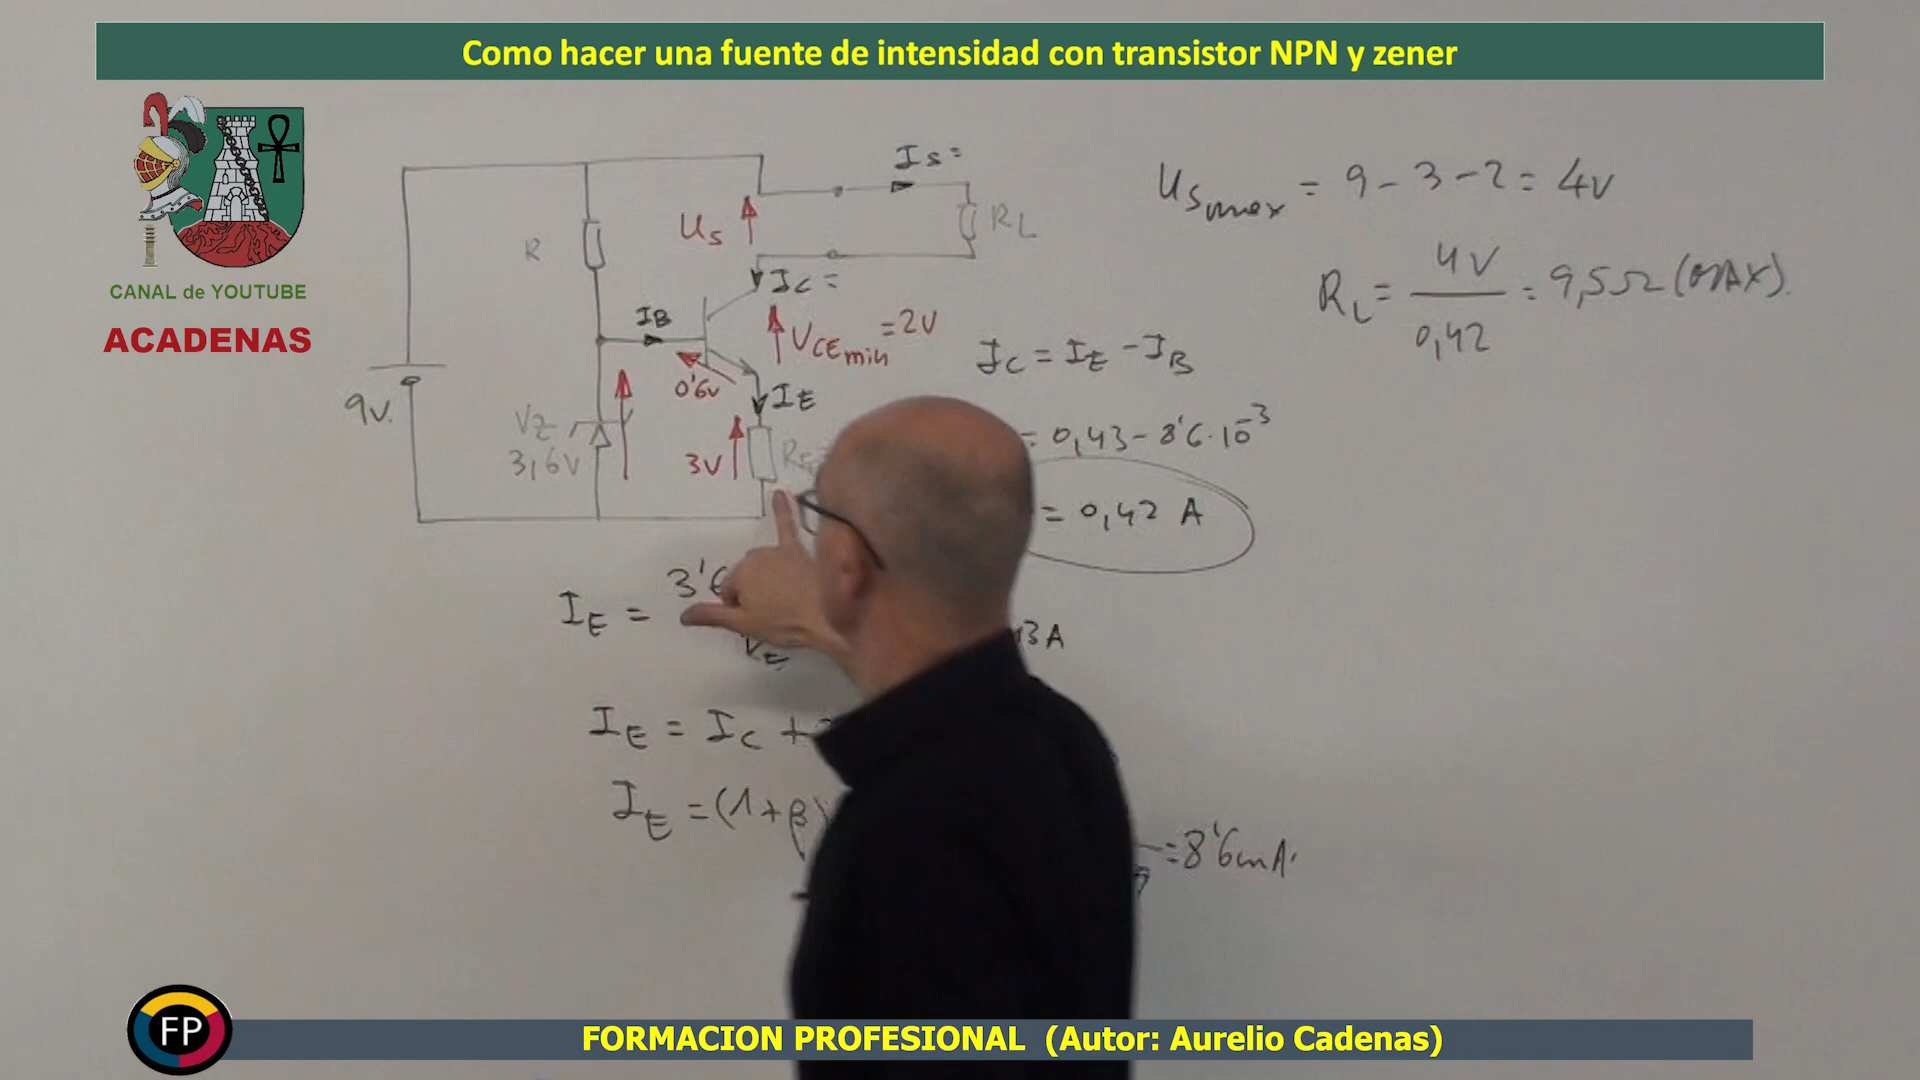 Como hacer una fuente de intensidad con transistor NPN y zener
CANAL de YOUTUBE
ACADENAS
Is=
RL
R
Us
Ic=
IB
VCEmin=2V
0'6v
IE
9v.
Vz
3,6v
3V
Usmax = 9-3-2= 4v
RL = 4V / 0,42 = 9,5Ω (MAX).
Ic = IE - IB
= 0,43 - 8'6·10-3
= 0,42 A
IE =
IE = Ic +
IE =(1+β)
=8'6mA.
FP
FORMACION PROFESIONAL (Autor: Aurelio Cadenas)